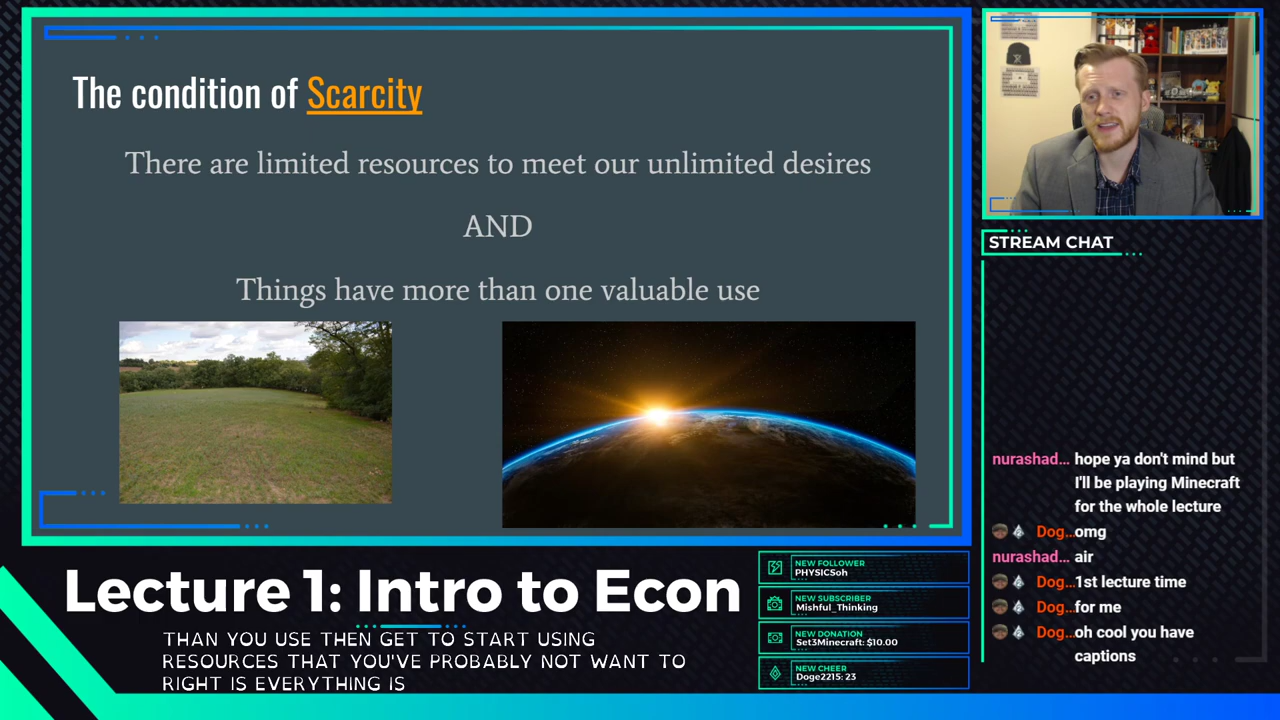 The condition of Scarcity
There are limited resources to meet our unlimited desires
AND
Things have more than one valuable use
STREAM CHAT
nurashad... hope ya don't mind but
I'll be playing Minecraft
for the whole lecture
Dog... omg
nurashad... air
Dog... 1st lecture time
Dog... for me
Dog... oh cool you have
captions
Lecture 1: Intro to Econ
THAN YOU USE THEN GET TO START USING
RESOURCES THAT YOU'VE PROBABLY NOT WANT TO
RIGHT IS EVERYTHING IS
NEW FOLLOWER
PHYSICSoh
NEW SUBSCRIBER
Mishful_Thinking
NEW DONATION
Set3Minecraft: $10.00
NEW CHEER
Doge2215: 23